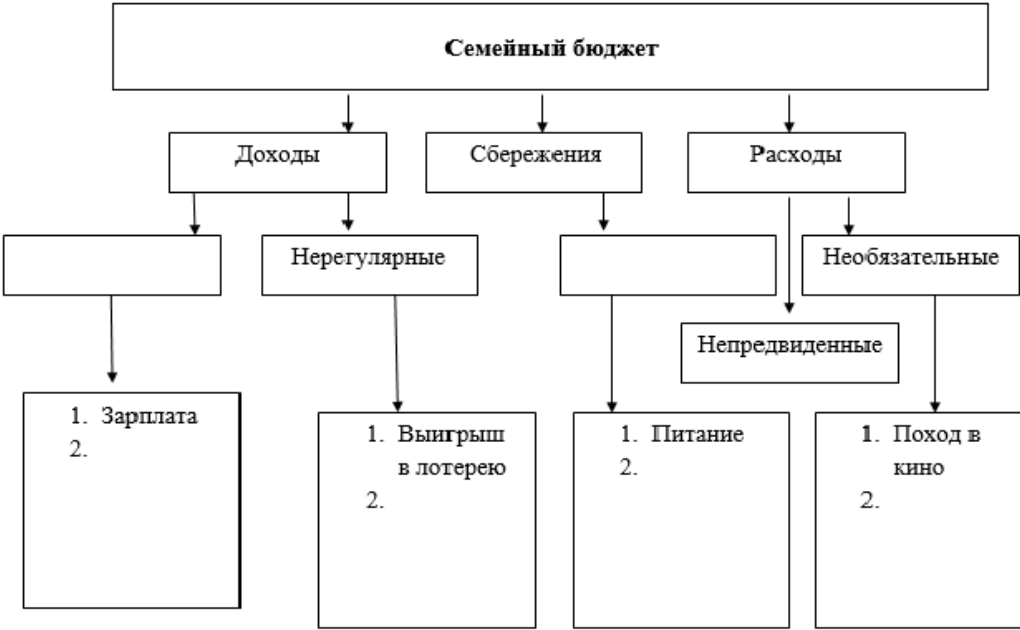 Семейный бюджет
Доходы
Сбережения
Расходы
Нерегулярные
Необязательные
Непредвиденные
1. Зарплата
2.
1. Выигрыш
в лотерею
2.
1. Питание
2.
1. Поход в
кино
2.